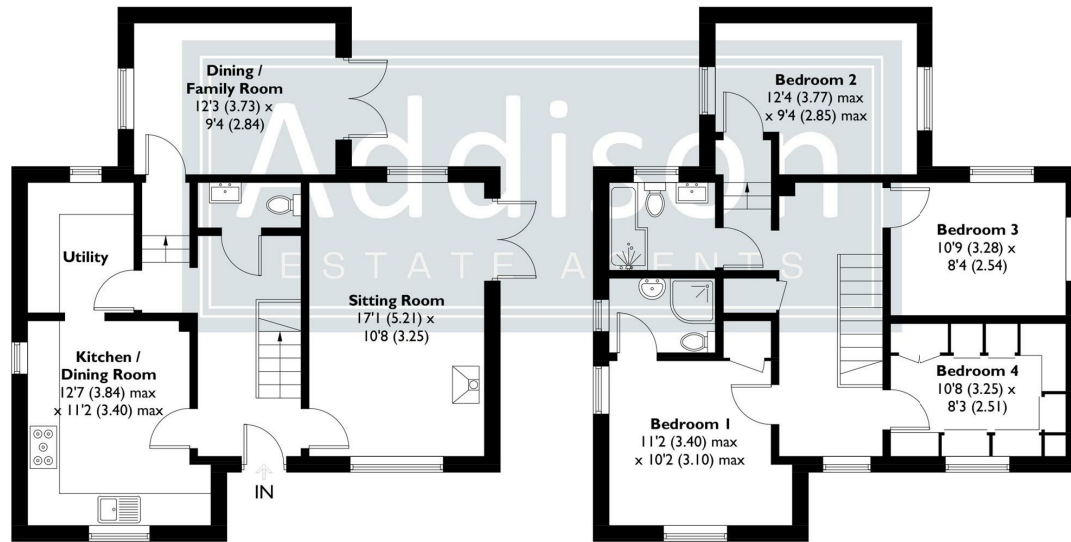 Dining /
Family Room
12'3 (3.73) x
9'4 (2.84)
Utility
Kitchen /
Dining Room
12'7 (3.84) max
x 11'2 (3.40) max
Sitting Room
17'1 (5.21) x
10'8 (3.25)
IN
Bedroom 2
12'4 (3.77) max
x 9'4 (2.85) max
Bedroom 3
10'9 (3.28) x
8'4 (2.54)
Bedroom 4
10'8 (3.25) x
8'3 (2.51)
Bedroom 1
11'2 (3.40) max
x 10'2 (3.10) max
Addison
ESTATE AGENTS